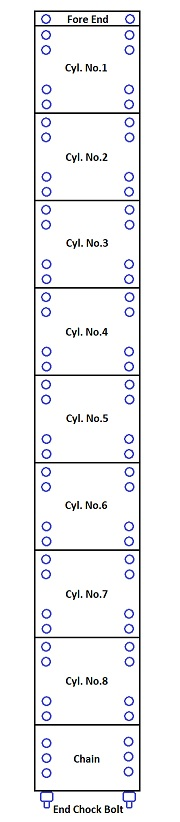 Fore End
Cyl. No.1
Cyl. No.2
Cyl. No.3
Cyl. No.4
Cyl. No.5
Cyl. No.6
Cyl. No.7
Cyl. No.8
Chain
End Chock Bolt